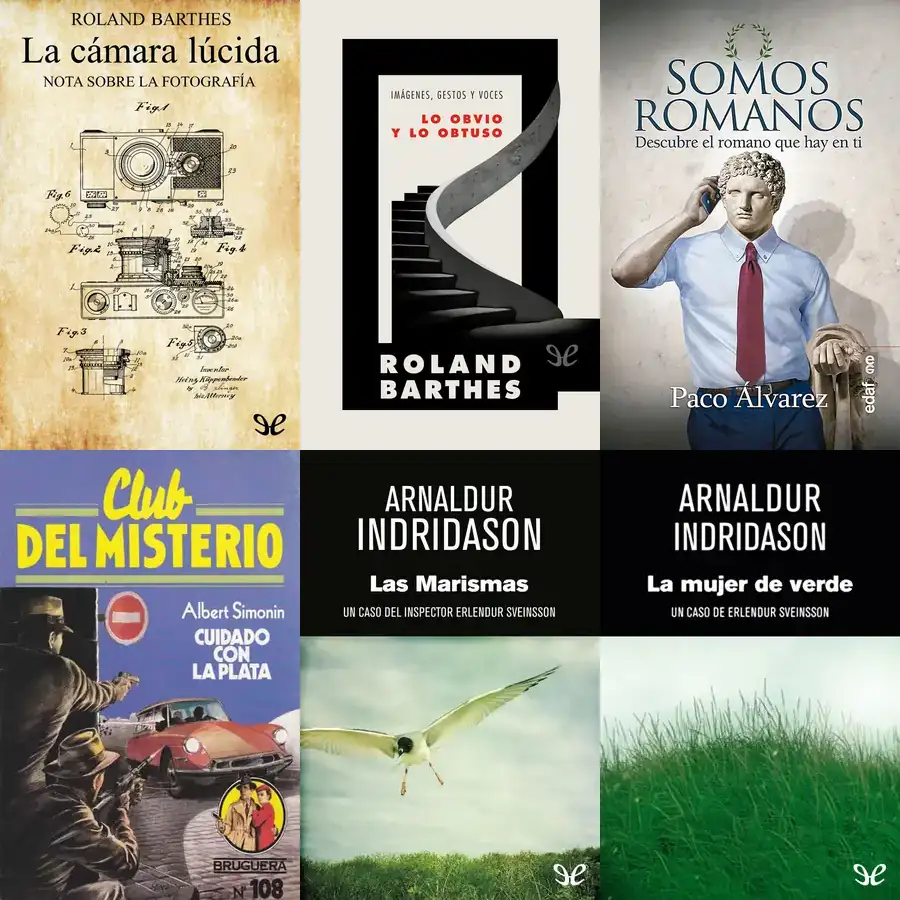 ROLAND BARTHES
La cámara lúcida
NOTA SOBRE LA FOTOGRAFÍA
Fig.1
Fig.6
Fig.2
Fig.4
Fig.3
Fig.5
Inventor
Heinz Küppenbender
his Attorney
IMÁGENES, GESTOS Y VOCES
LO OBVIO
Y LO OBTUSO
ROLAND
BARTHES
SOMOS
ROMANOS
Descubre el romano que hay en ti
Paco Álvarez
edaf
Club
DEL MISTERIO
Albert Simonin
CUIDADO
CON
LA PLATA
BRUGUERA
Nº 108
ARNALDUR
INDRIDASON
Las Marismas
UN CASO DEL INSPECTOR ERLENDUR SVEINSSON
ARNALDUR
INDRIDASON
La mujer de verde
UN CASO DE ERLENDUR SVEINSSON